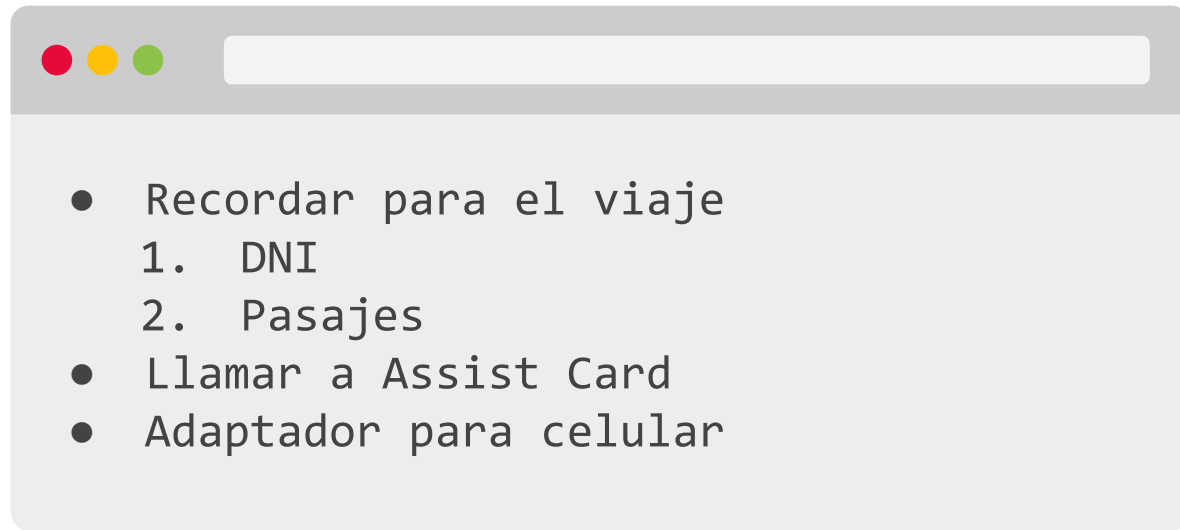 ● Recordar para el viaje
1. DNI
2. Pasajes
● Llamar a Assist Card
● Adaptador para celular